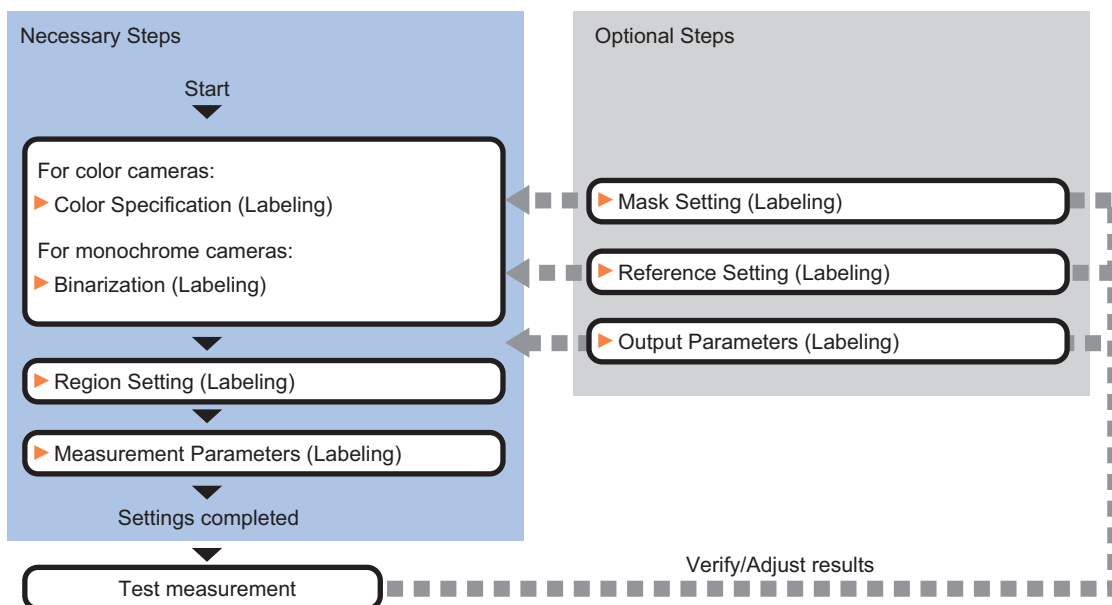 Necessary Steps
Start
For color cameras:
Color Specification (Labeling)
For monochrome cameras:
Binarization (Labeling)
Region Setting (Labeling)
Measurement Parameters (Labeling)
Settings completed
Test measurement
Optional Steps
Mask Setting (Labeling)
Reference Setting (Labeling)
Output Parameters (Labeling)
Verify/Adjust results